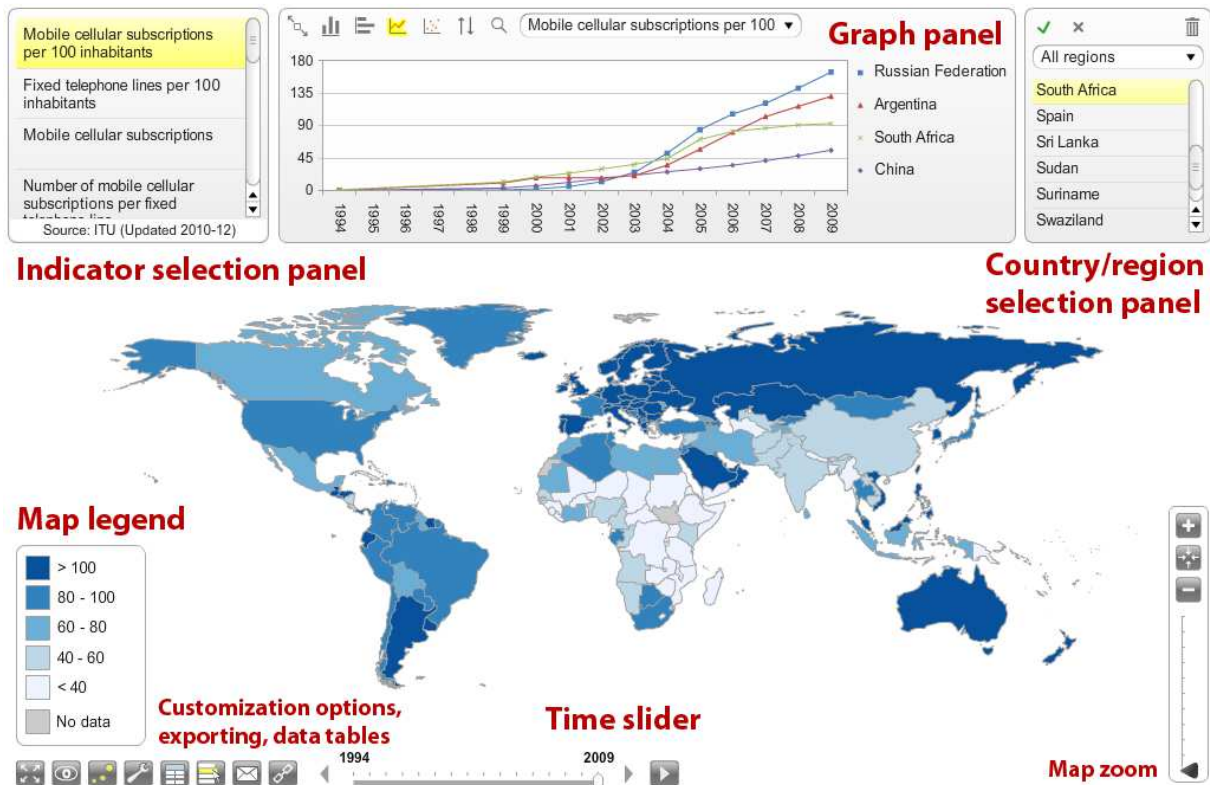 Mobile cellular subscriptions
per 100 inhabitants
Fixed telephone lines per 100
inhabitants
Mobile cellular subscriptions
Number of mobile cellular
subscriptions per fixed
telephone line
Source: ITU (Updated 2010-12)
Indicator selection panel
Mobile cellular subscriptions per 100
Graph panel
180
135
90
45
0
1994
1995
1996
1997
1998
1999
2000
2001
2002
2003
2004
2005
2006
2007
2008
2009
Russian Federation
Argentina
South Africa
China
All regions
South Africa
Spain
Sri Lanka
Sudan
Suriname
Swaziland
Country/region
selection panel
Map legend
> 100
80 - 100
60 - 80
40 - 60
< 40
No data
Customization options,
exporting, data tables
Time slider
1994
2009
Map zoom